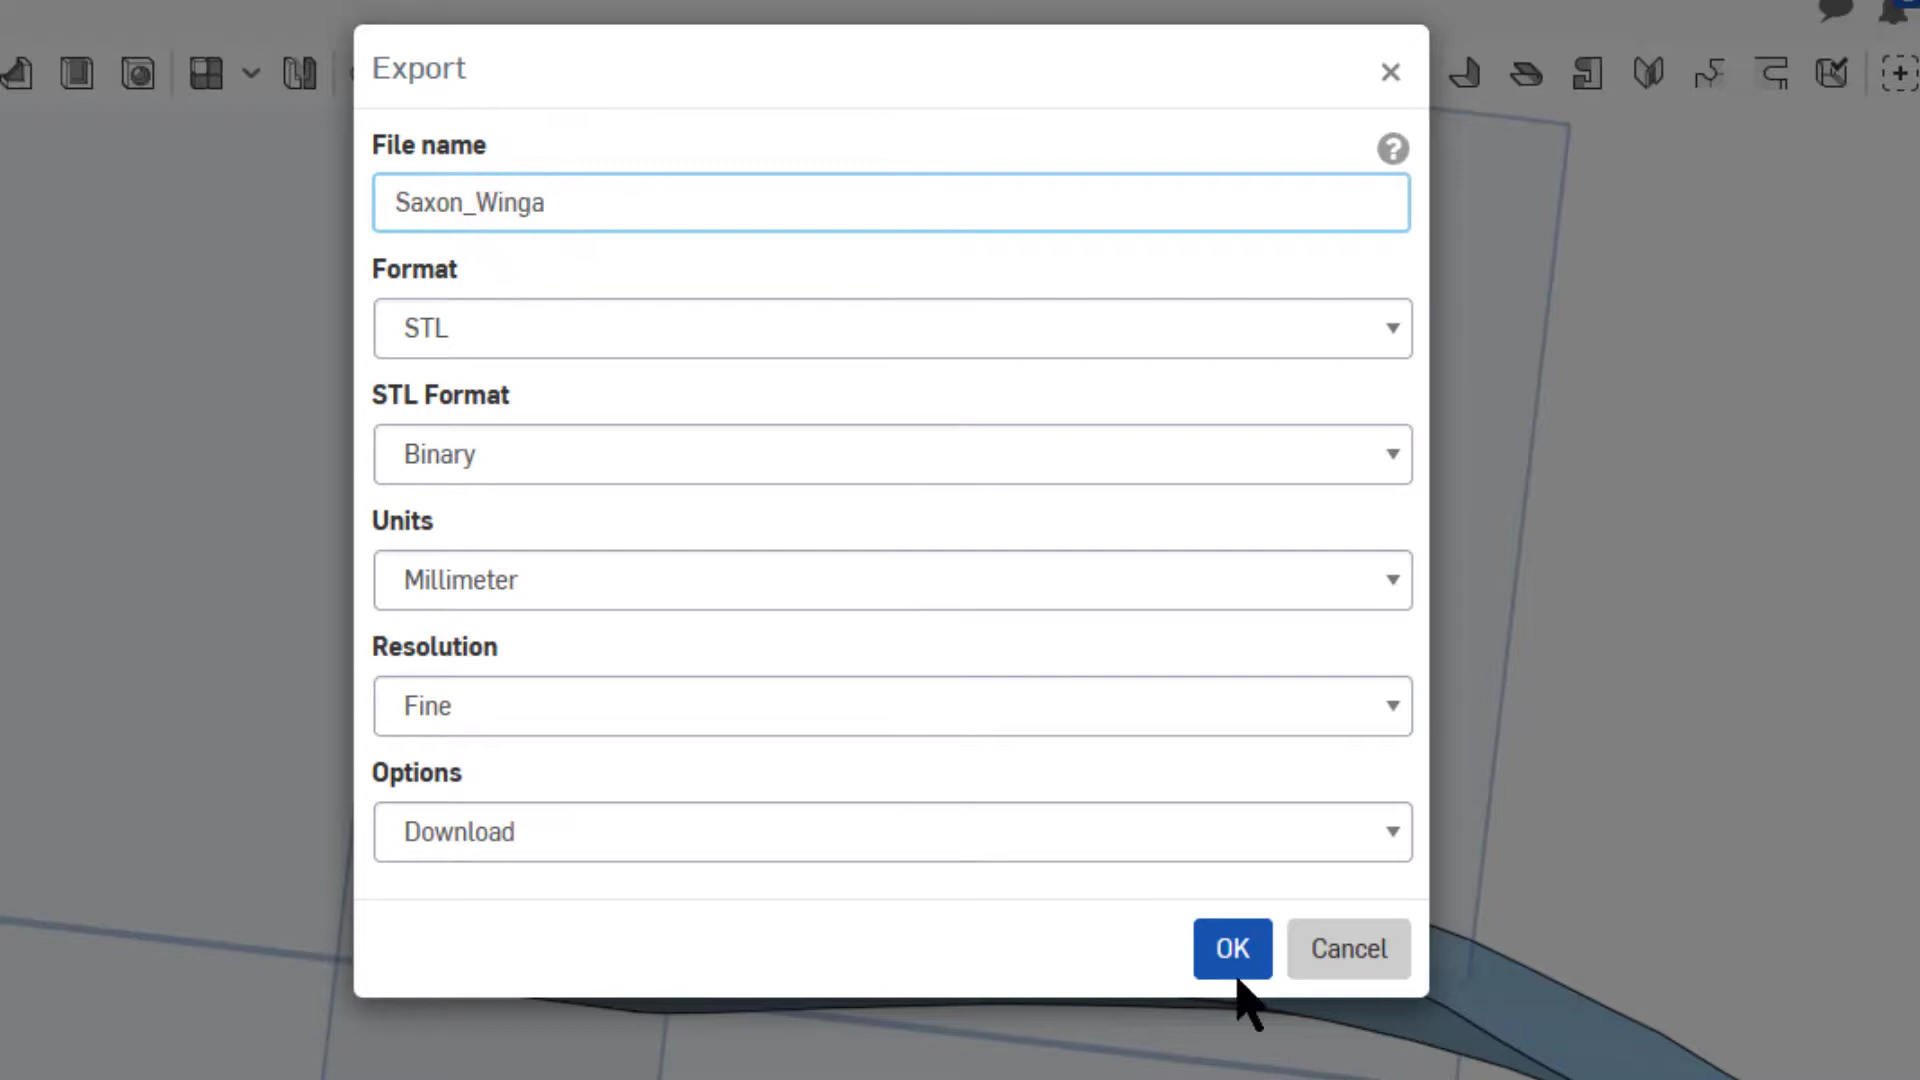 Export
×
File name
?
Saxon_Winga
Format
STL
STL Format
Binary
Units
Millimeter
Resolution
Fine
Options
Download
OK
Cancel